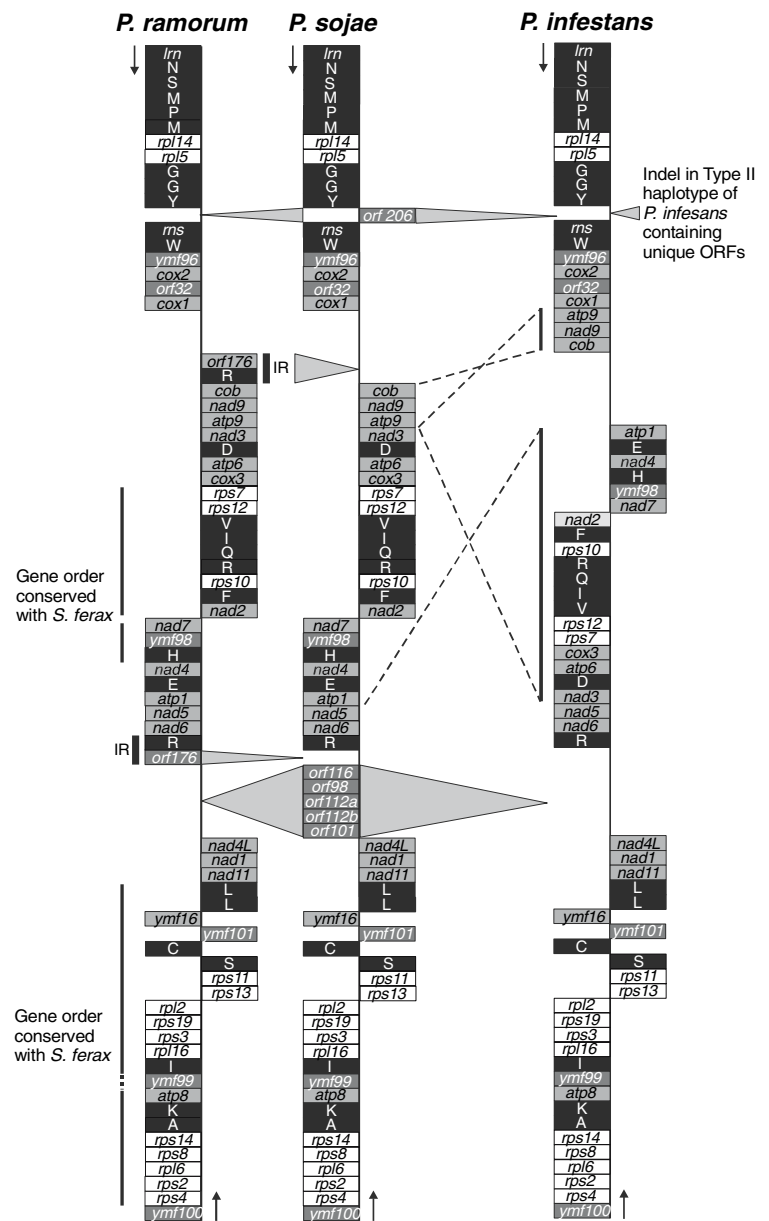 P. ramorum
P. sojae
P. infestans
lrn
N
S
M
P
M
rpl14
rpl5
G
G
Y
rns
W
ymf96
cox2
orf32
cox1
orf176
R
IR
cob
nad9
atp9
nad3
D
atp6
cox3
rps7
rps12
V
I
Q
R
rps10
F
nad2
Gene order
conserved
with S. ferax
nad7
ymf98
H
nad4
E
atp1
nad5
nad6
R
IR
orf176
nad4L
nad1
nad11
L
L
ymf16
ymf101
C
S
rps11
rps13
Gene order
conserved
with S. ferax
rpl2
rps19
rps3
rpl16
I
ymf99
atp8
K
A
rps14
rps8
rpl6
rps2
rps4
ymf100
lrn
N
S
M
P
M
rpl14
rpl5
G
G
Y
orf 206
rns
W
ymf96
cox2
orf32
cox1
cob
nad9
atp9
nad3
D
atp6
cox3
rps7
rps12
V
I
Q
R
rps10
F
nad2
nad7
ymf98
H
nad4
E
atp1
nad5
nad6
R
orf116
orf98
orf112a
orf112b
orf101
nad4L
nad1
nad11
L
L
ymf16
ymf101
C
S
rps11
rps13
rpl2
rps19
rps3
rpl16
I
ymf99
atp8
K
A
rps14
rps8
rpl6
rps2
rps4
ymf100
lrn
N
S
M
P
M
rpl14
rpl5
G
G
Y
Indel in Type II
haplotype of
P. infesans
containing
unique ORFs
rns
W
ymf96
cox2
orf32
cox1
atp9
nad9
cob
atp1
E
nad4
H
ymf98
nad7
nad2
F
rps10
R
Q
I
V
rps12
rps7
cox3
atp6
D
nad3
nad5
nad6
R
nad4L
nad1
nad11
L
L
ymf16
ymf101
C
S
rps11
rps13
rpl2
rps19
rps3
rpl16
I
ymf99
atp8
K
A
rps14
rps8
rpl6
rps2
rps4
ymf100